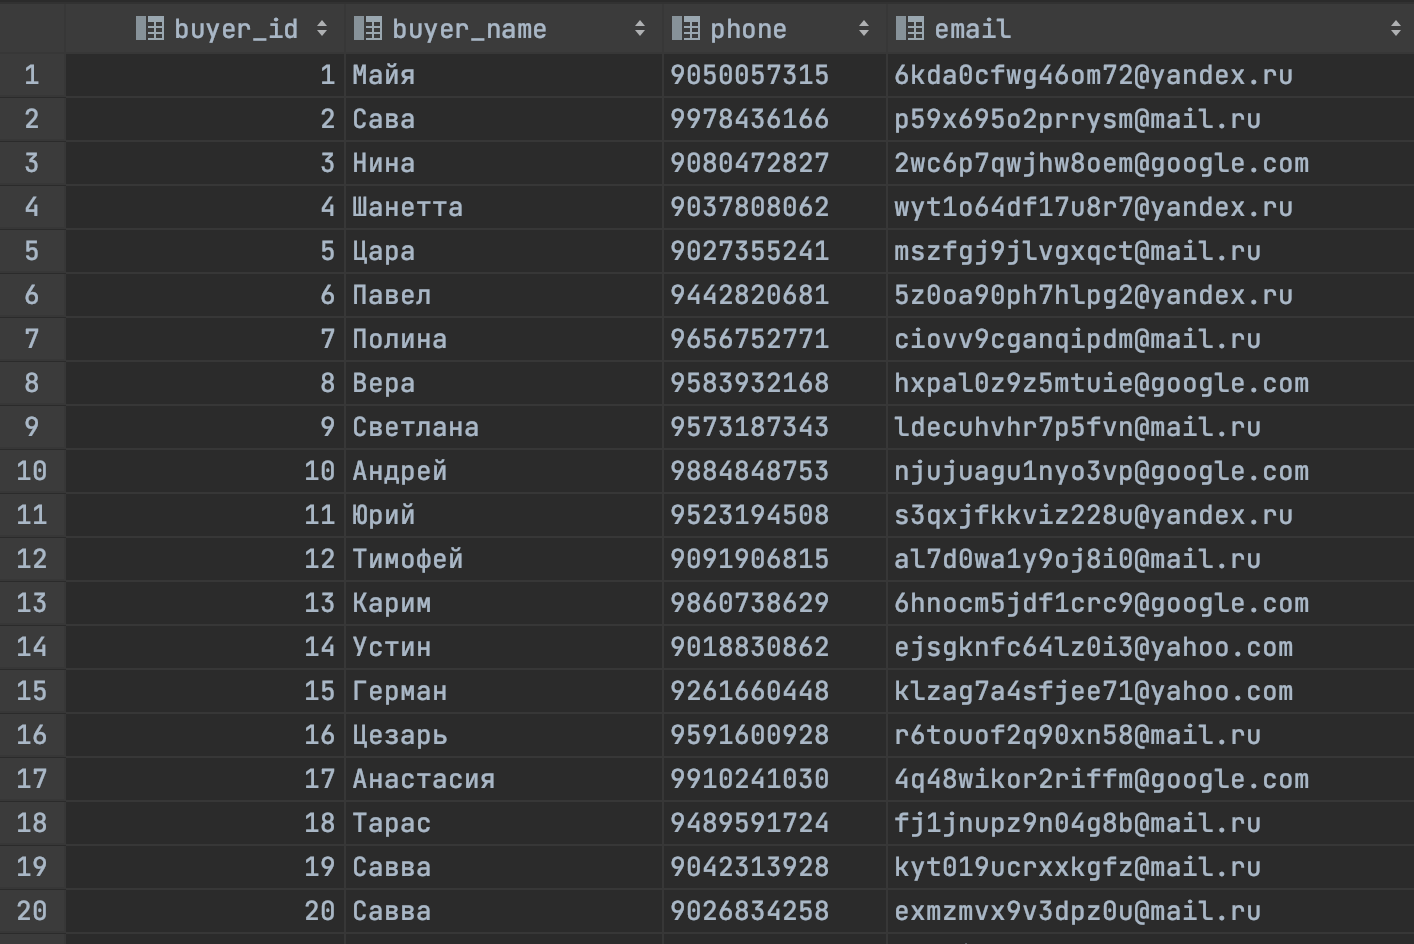 buyer_id buyer_name phone email
1 1 Майя 9050057315 6kda0cfwg46om72@yandex.ru
2 2 Сава 9978436166 p59x695o2prrysm@mail.ru
3 3 Нина 9080472827 2wc6p7qwjhw8oem@google.com
4 4 Шанетта 9037808062 wyt1o64df17u8r7@yandex.ru
5 5 Цара 9027355241 mszfgj9jlvgxqct@mail.ru
6 6 Павел 9442820681 5z0oa90ph7hlpg2@yandex.ru
7 7 Полина 9656752771 ciovv9cganqipdm@mail.ru
8 8 Вера 9583932168 hxpal0z9z5mtuie@google.com
9 9 Светлана 9573187343 ldecuhvhr7p5fvn@mail.ru
10 10 Андрей 9884848753 njujuagu1nyo3vp@google.com
11 11 Юрий 9523194508 s3qxjfkkviz228u@yandex.ru
12 12 Тимофей 9091906815 al7d0wa1y9oj8i0@mail.ru
13 13 Карим 9860738629 6hnocm5jdf1crc9@google.com
14 14 Устин 9018830862 ejsgknfc64lz0i3@yahoo.com
15 15 Герман 9261660448 klzag7a4sfjee71@yahoo.com
16 16 Цезарь 9591600928 r6touof2q90xn58@mail.ru
17 17 Анастасия 9910241030 4q48wikor2riffm@google.com
18 18 Тарас 9489591724 fj1jnupz9n04g8b@mail.ru
19 19 Савва 9042313928 kyt019ucrxxkgfz@mail.ru
20 20 Савва 9026834258 exmzmvx9v3dpz0u@mail.ru